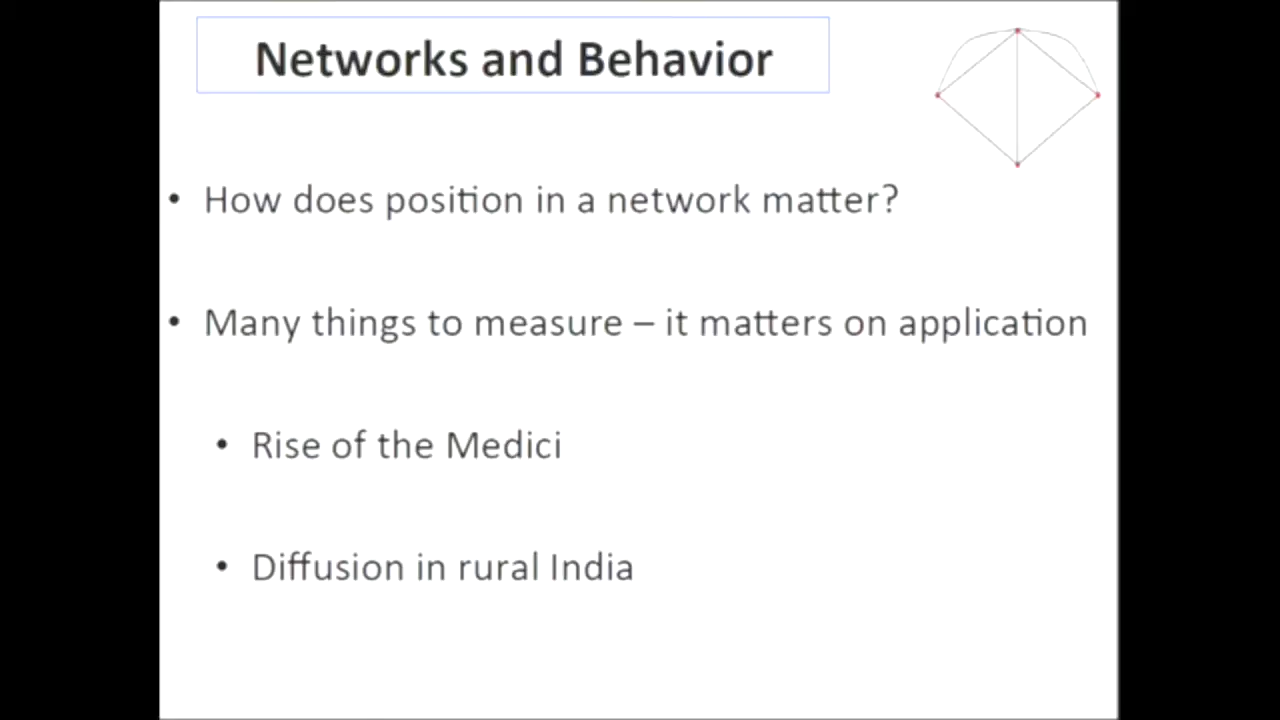 Networks and Behavior
• How does position in a network matter?
• Many things to measure – it matters on application
• Rise of the Medici
• Diffusion in rural India